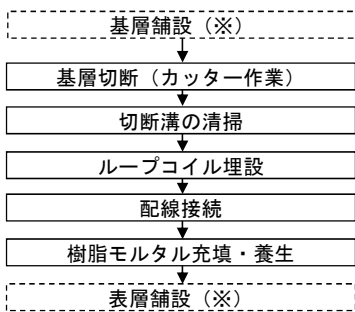 基層舗設（※）
基層切断（カッター作業）
切断溝の清掃
ループコイル埋設
配線接続
樹脂モルタル充填・養生
表層舗設（※）